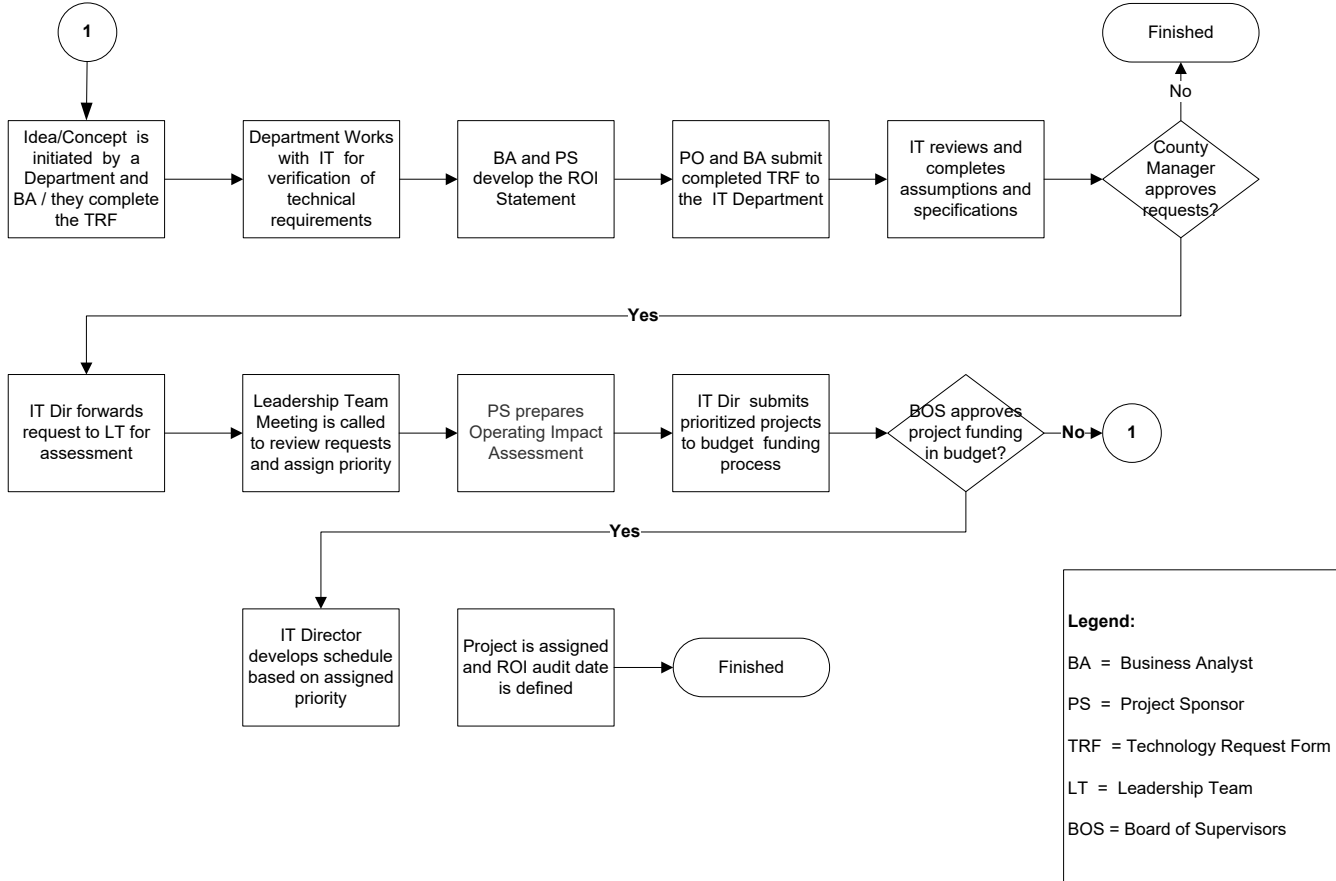 1
Finished
No
Idea/Concept is
initiated by a
Department and
BA / they complete
the TRF
Department Works
with IT for
verification of
technical
requirements
BA and PS
develop the ROI
Statement
PO and BA submit
completed TRF to
the IT Department
IT reviews and
completes
assumptions and
specifications
County
Manager
approves
requests?
Yes
IT Dir forwards
request to LT for
assessment
Leadership Team
Meeting is called
to review requests
and assign priority
PS prepares
Operating Impact
Assessment
IT Dir submits
prioritized projects
to budget funding
process
BOS approves
project funding
in budget?
No
1
Yes
IT Director
develops schedule
based on assigned
priority
Project is assigned
and ROI audit date
is defined
Finished
Legend:
BA = Business Analyst
PS = Project Sponsor
TRF = Technology Request Form
LT = Leadership Team
BOS = Board of Supervisors